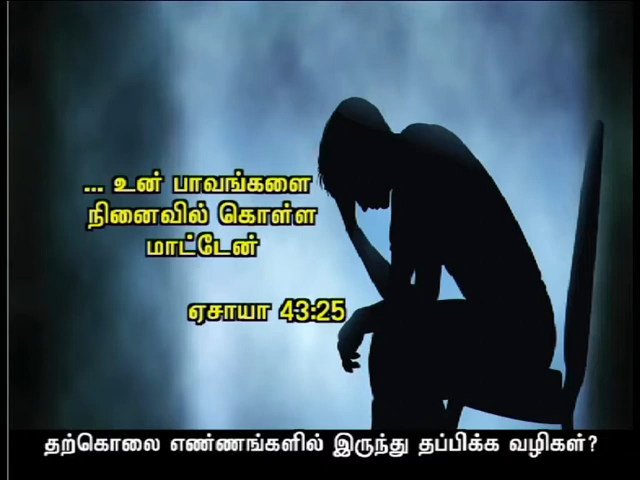 ... உன் பாவங்களை
நினைவில் கொள்ள
மாட்டேன்
ஏசாயா 43:25
தற்கொலை எண்ணங்களில் இருந்து தப்பிக்க வழிகள்?